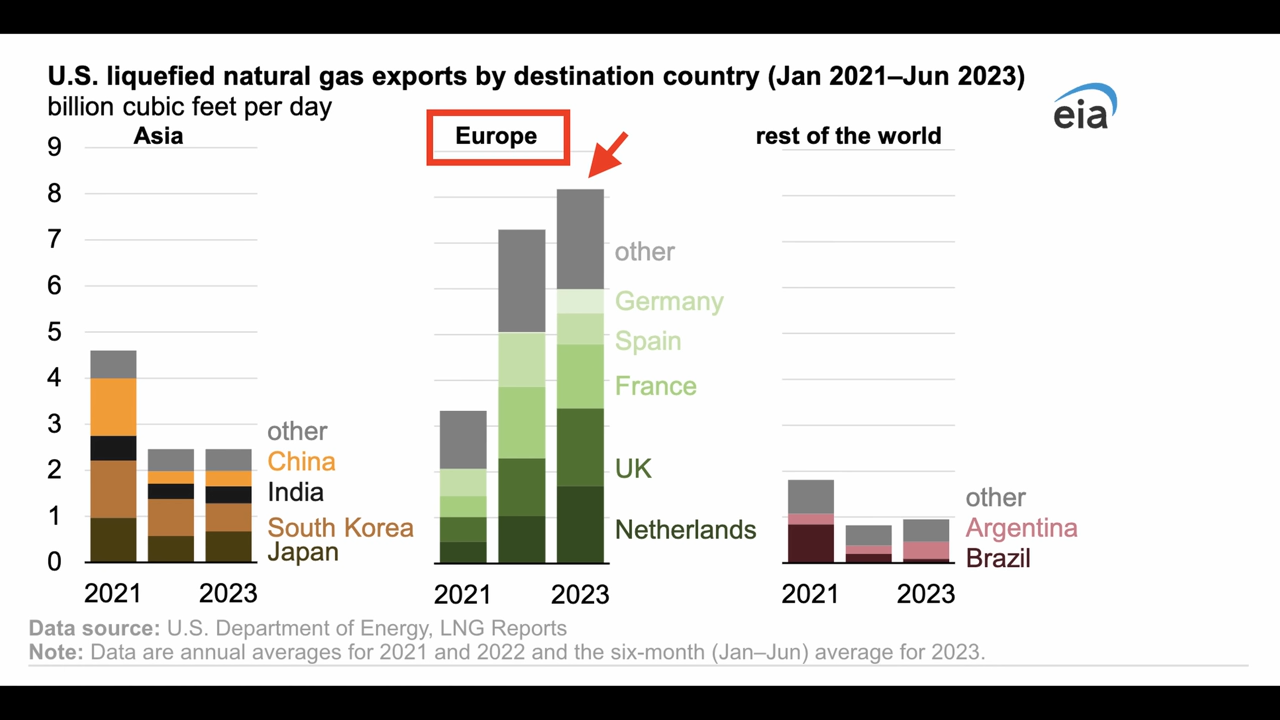 U.S. liquefied natural gas exports by destination country (Jan 2021–Jun 2023)
billion cubic feet per day
eia
Asia
Europe
rest of the world
9
8
7
6
5
4
3
2
1
0
other
China
India
South Korea
Japan
2021
2023
other
Germany
Spain
France
UK
Netherlands
2021
2023
other
Argentina
Brazil
2021
2023
Data source: U.S. Department of Energy, LNG Reports
Note: Data are annual averages for 2021 and 2022 and the six-month (Jan–Jun) average for 2023.